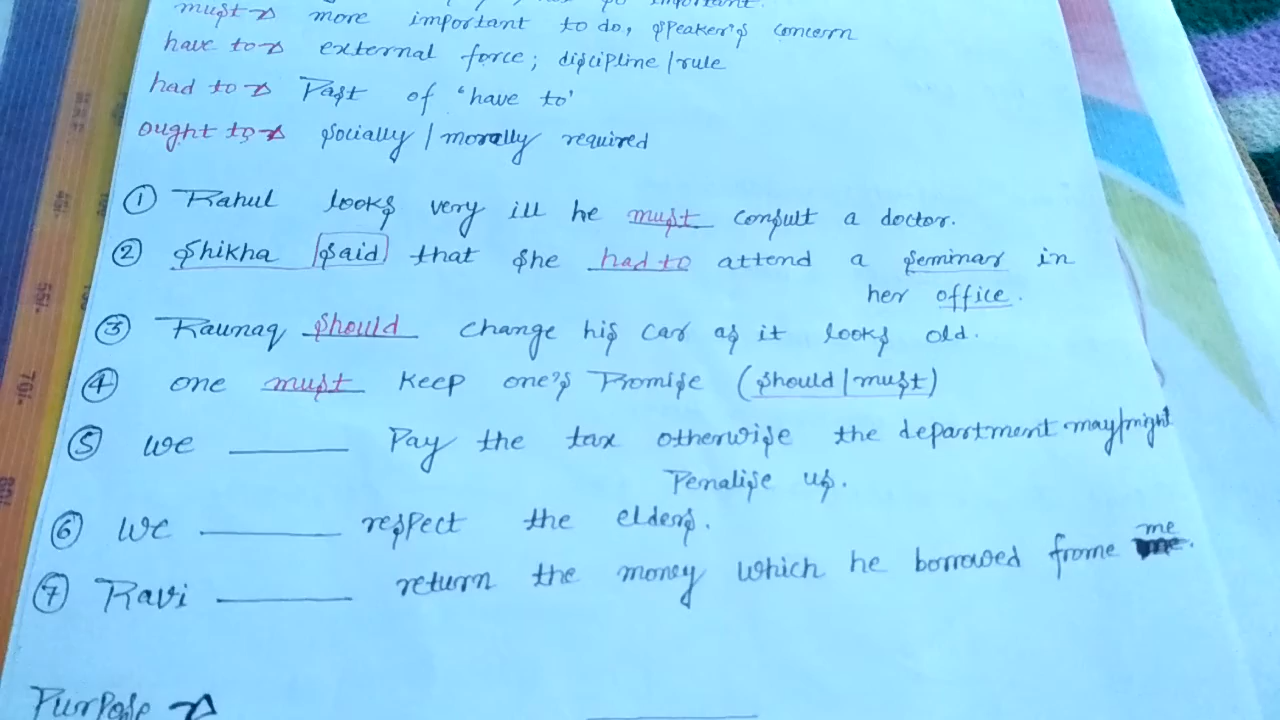 important.
must → more important to do, speaker's concern
have to → external force; discipline/rule
had to → Past of 'have to'
ought to → socially / morally required
① Rahul looks very ill he must consult a doctor.
② Shikha said that she had to attend a seminar in
her office.
③ Raunaq should change his car as it looks old.
④ one must keep one's Promise (should/must)
⑤ we ______ Pay the tax otherwise the department may/might
Penalise us.
⑥ We ______ respect the elders.
⑦ Ravi ______ return the money which he borrowed frome me.
Purpose →